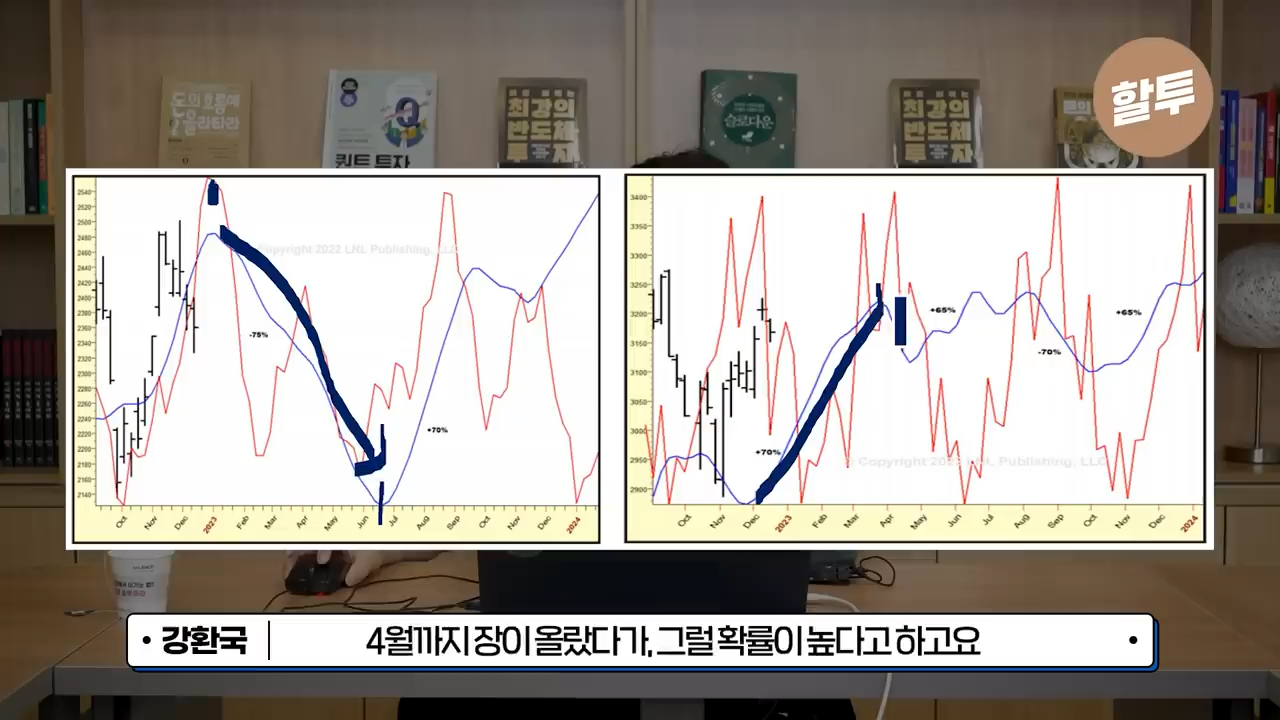 할투
돈의 흐름에
올라타라
퀀트 투자
최강의
반도체
투자
슬로다운
최강의
반도체
투자
2540
2520
2500
2480
2460
2440
2420
2400
2380
2360
2340
2320
2300
2280
2260
2240
2220
2200
2180
2160
2140
Copyright 2022 LNL Publishing, LLC
-75%
+70%
Oct Nov Dec 2023 Feb Mar Apr May Jun Jul Aug Sep Oct Nov Dec 2024
3400
3350
3300
3250
3200
3150
3100
3050
3000
2950
2900
+65%
+65%
-70%
+70%
Copyright 2022 LNL Publishing, LLC
Oct Nov Dec 2023 Feb Mar Apr May Jun Jul Aug Sep Oct Nov Dec 2024
강환국 4월까지 장이 올랐다가, 그럴 확률이 높다고 하고요